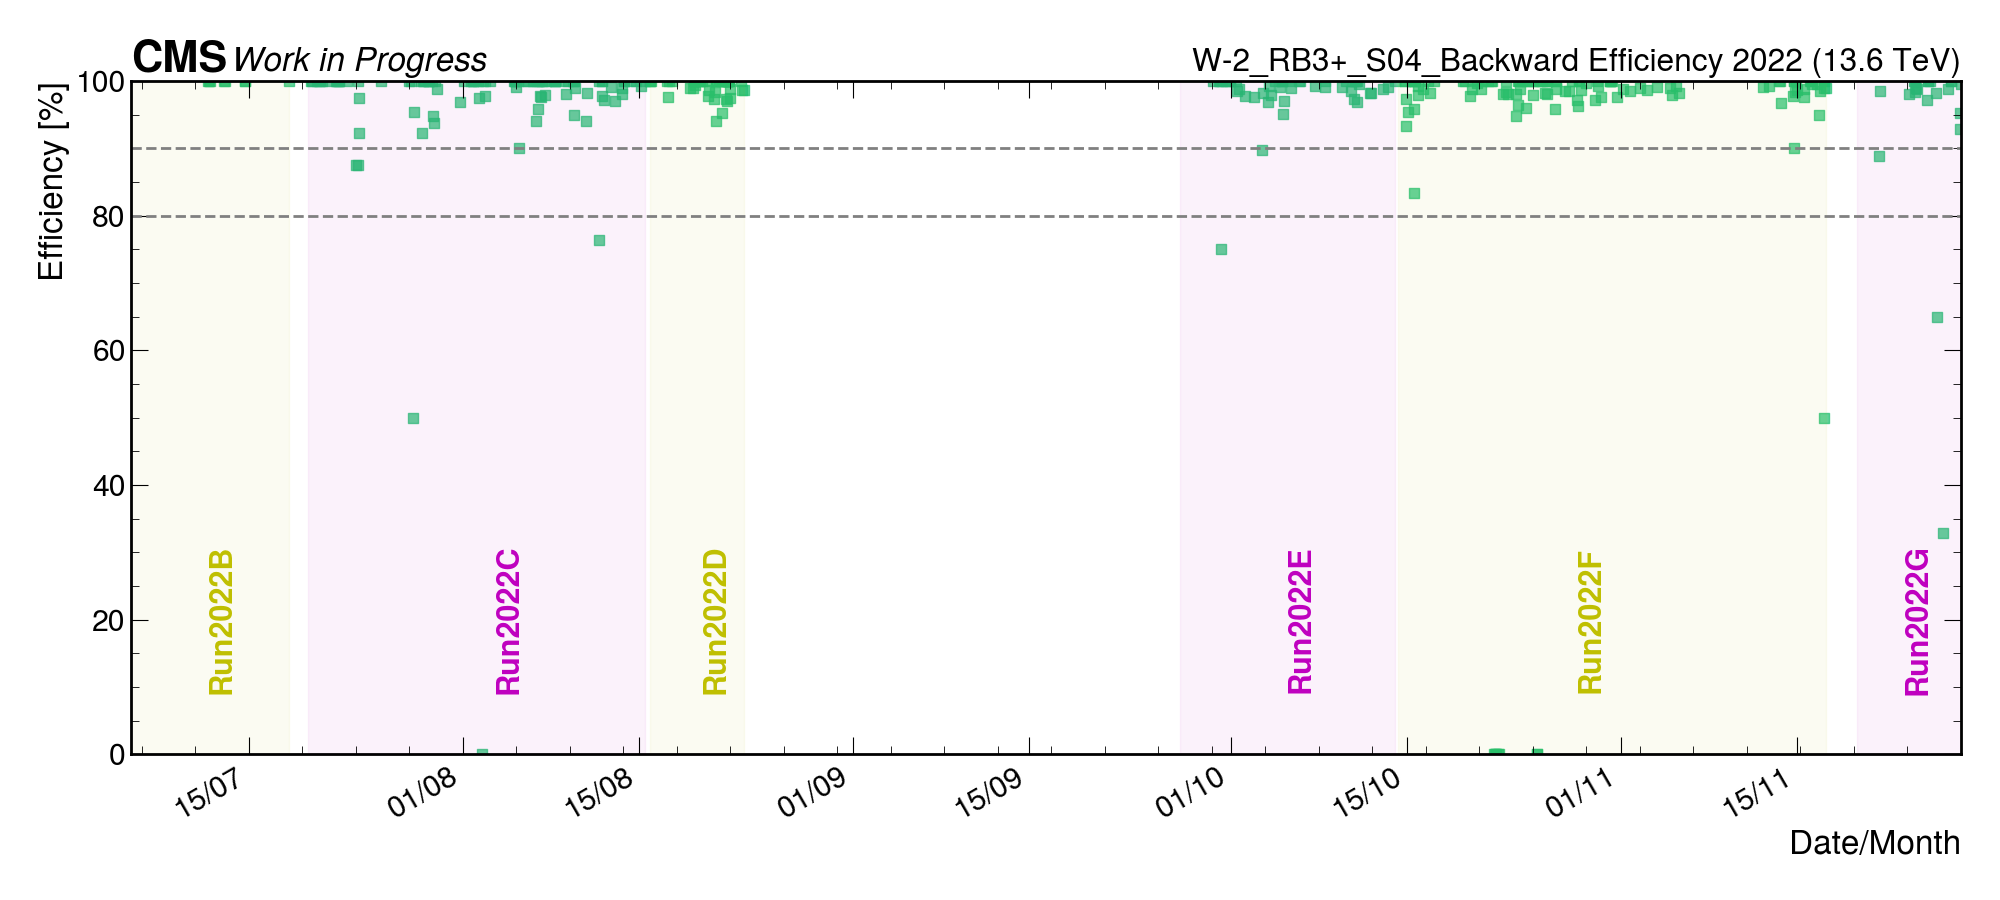 CMS Work in Progress
W-2_RB3+_S04_Backward Efficiency 2022 (13.6 TeV)
Efficiency [%]
100
80
60
40
20
0
Run2022B
Run2022C
Run2022D
Run2022E
Run2022F
Run2022G
15/07
01/08
15/08
01/09
15/09
01/10
15/10
01/11
15/11
Date/Month